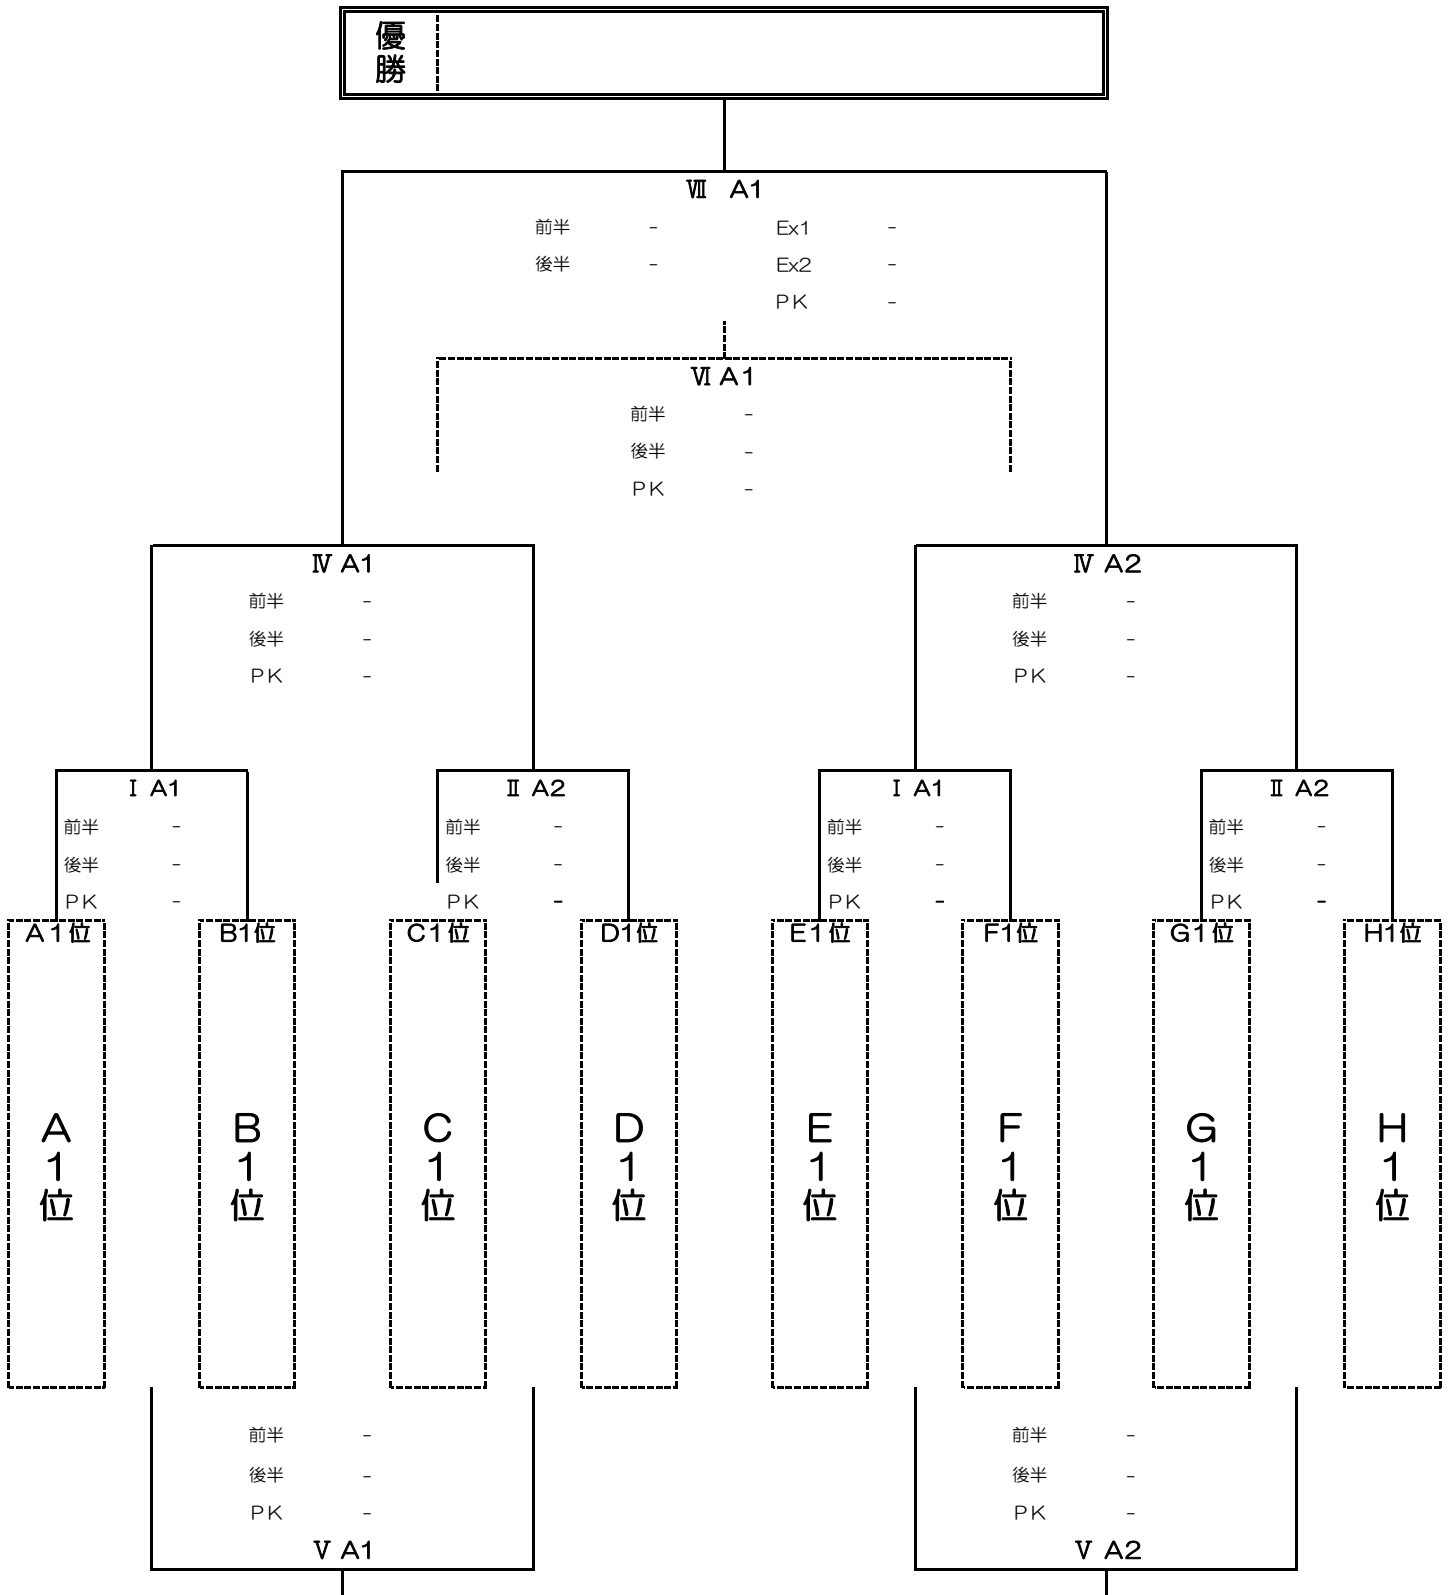 優
勝
Ⅶ A1
前半 - Ex1 -
後半 - Ex2 -
PK -
Ⅵ A1
前半 -
後半 -
PK -
Ⅳ A1 Ⅳ A2
前半 - 前半 -
後半 - 後半 -
PK - PK -
Ⅰ A1 Ⅱ A2 Ⅰ A1 Ⅱ A2
前半 - 前半 - 前半 - 前半 -
後半 - 後半 - 後半 - 後半 -
PK - PK - PK - PK -
A1位 B1位 C1位 D1位 E1位 F1位 G1位 H1位
A B C D E F G H
1 1 1 1 1 1 1 1
位 位 位 位 位 位 位 位
前半 - 前半 -
後半 - 後半 -
PK - PK -
Ⅴ A1 Ⅴ A2